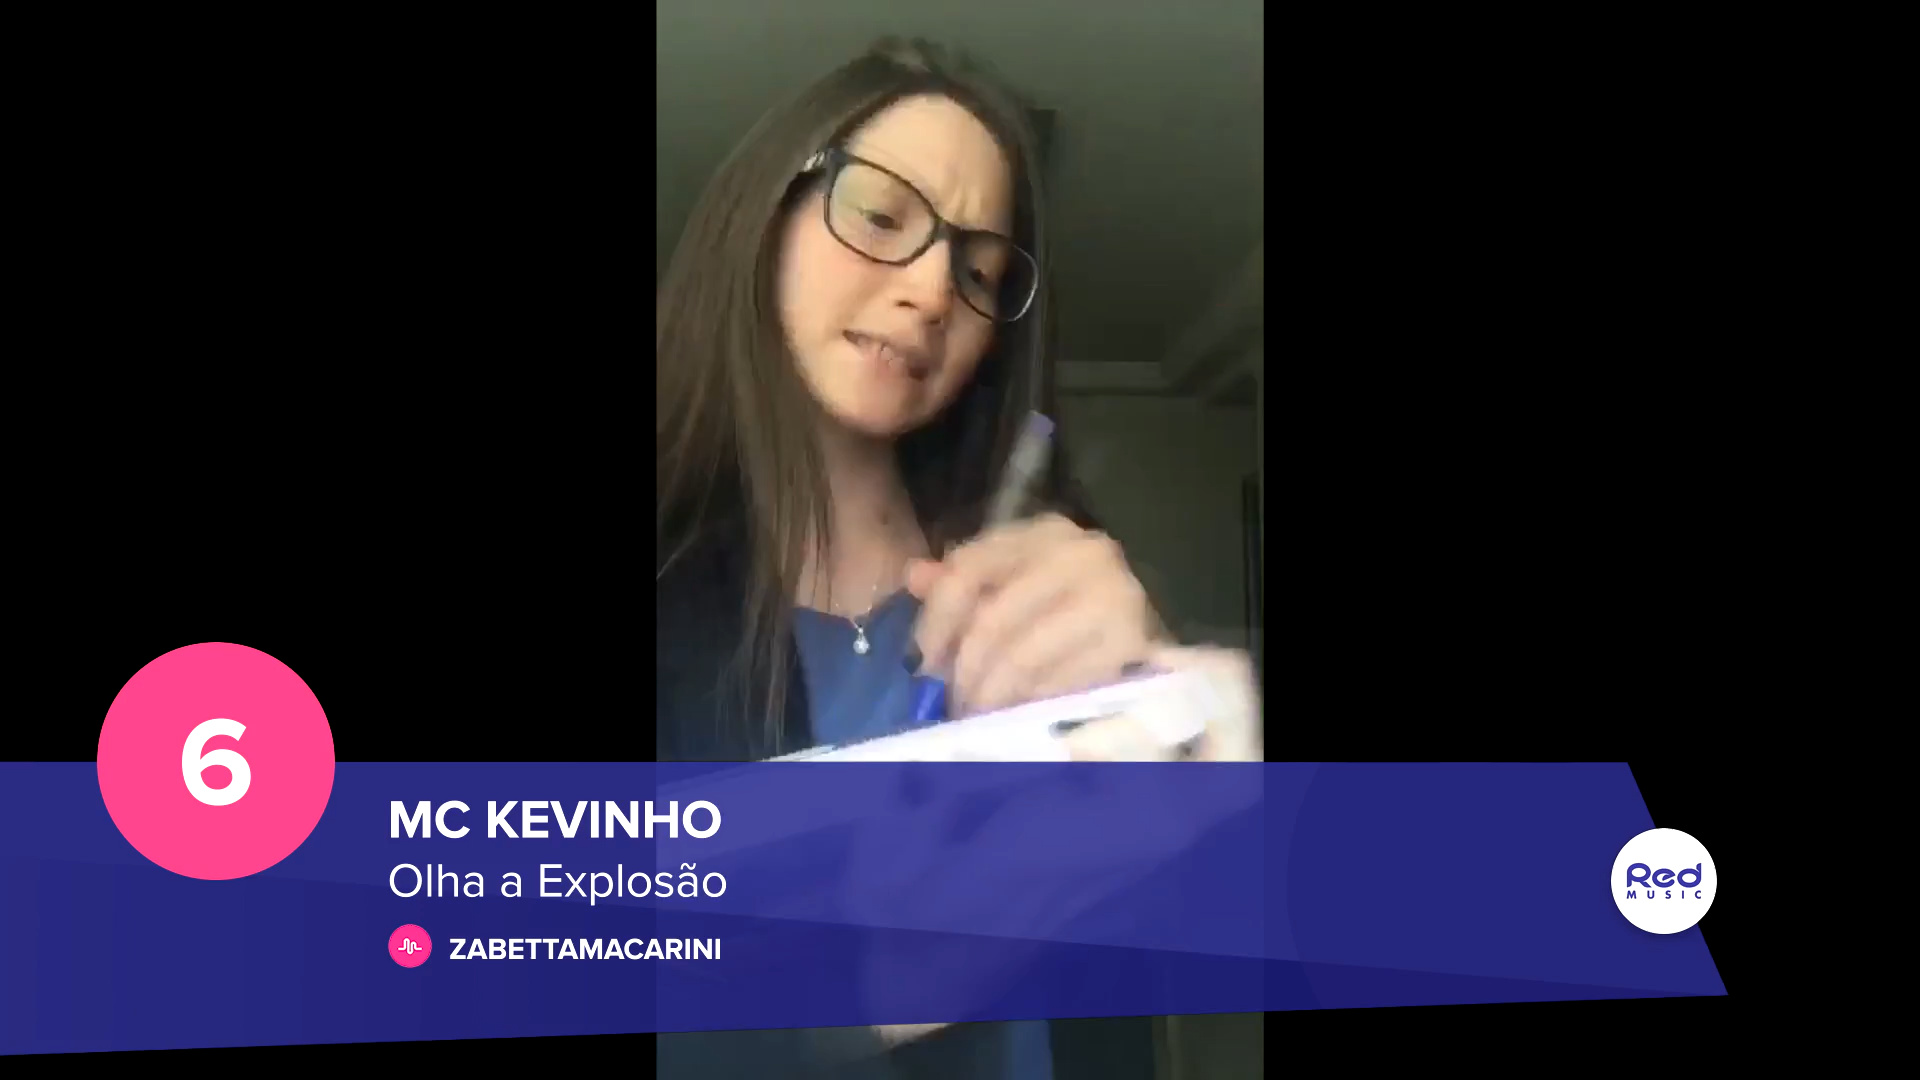 6
MC KEVINHO
Olha a Explosão
ZABETTAMACARINI
Red
MUSIC